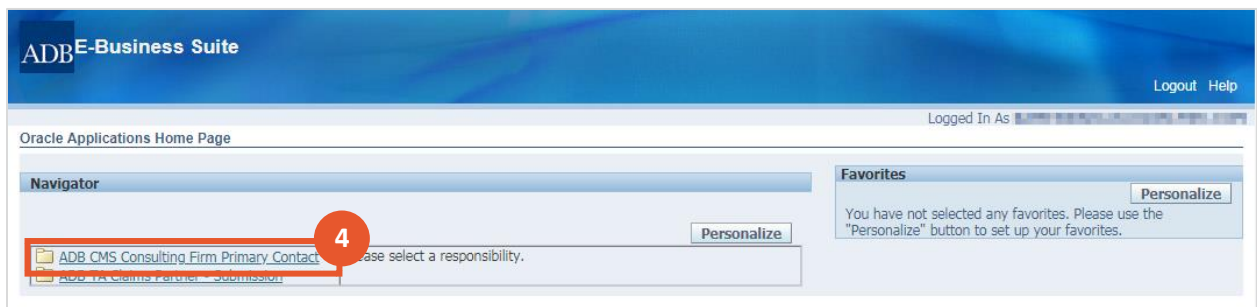 ADB E-Business Suite
Logout Help
Logged In As
Oracle Applications Home Page
Navigator
Personalize
4
ADB CMS Consulting Firm Primary Contact
ase select a responsibility.
ADB TA Claims Partner - Submission
Favorites
Personalize
You have not selected any favorites. Please use the
"Personalize" button to set up your favorites.